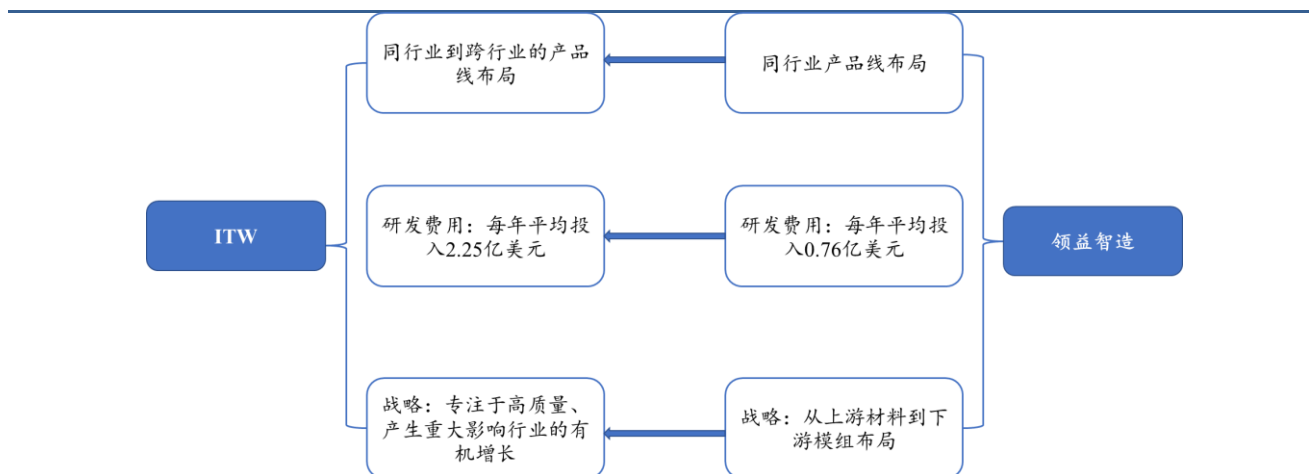 同行业到跨行业的产品
线布局
同行业产品线布局
ITW
研发费用：每年平均投
入2.25亿美元
研发费用：每年平均投
入0.76亿美元
领益智造
战略：专注于高质量、
产生重大影响行业的有
机增长
战略：从上游材料到下
游模组布局